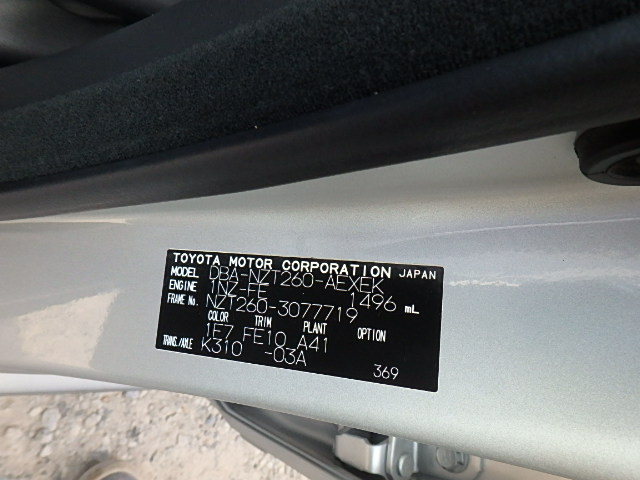 TOYOTA MOTOR CORPORATION JAPAN
MODEL DBA-NZT260-AEXEK
ENGINE 1NZ-FE 1496 mL
FRAME No. NZT260-3077719
COLOR TRIM PLANT OPTION
1F7 FE10 A41
TRANS./AXLE K310 -03A
369